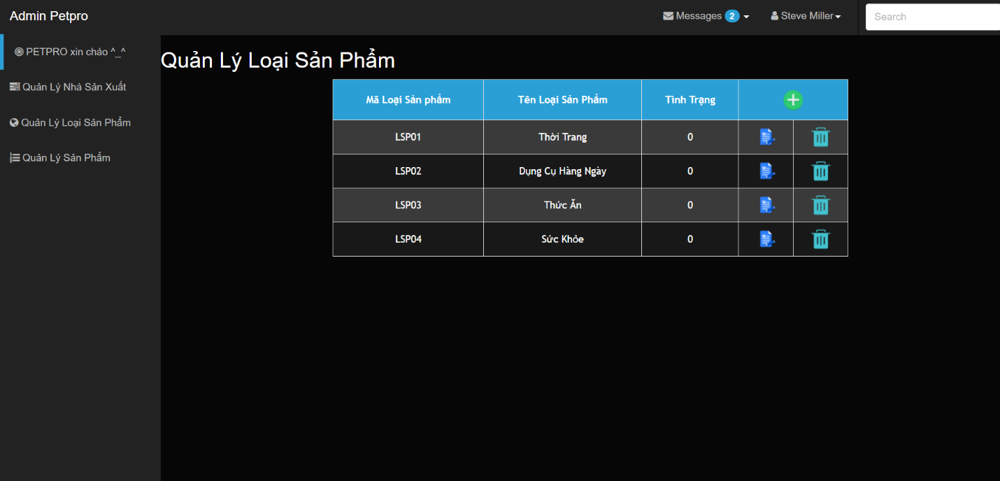 Admin Petpro
Messages 2
Steve Miller
Search
PETPRO xin chào ^_^
Quản Lý Nhà Sản Xuất
Quản Lý Loại Sản Phẩm
Quản Lý Sản Phẩm
Quản Lý Loại Sản Phẩm
Mã Loại Sản phẩm Tên Loại Sản Phẩm Tình Trạng
LSP01 Thời Trang 0
LSP02 Dụng Cụ Hàng Ngày 0
LSP03 Thức Ăn 0
LSP04 Sức Khỏe 0